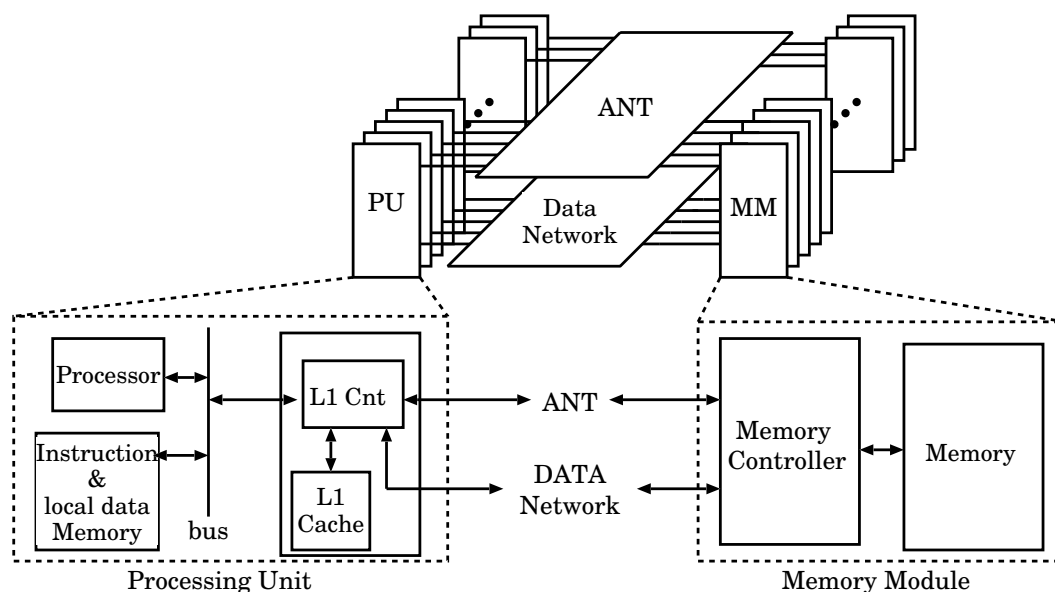 ANT
PU
Data
Network
MM
Processor
L1 Cnt
ANT
Memory
Controller
Memory
Instruction
&
local data
Memory
L1
Cache
DATA
Network
bus
Processing Unit
Memory Module